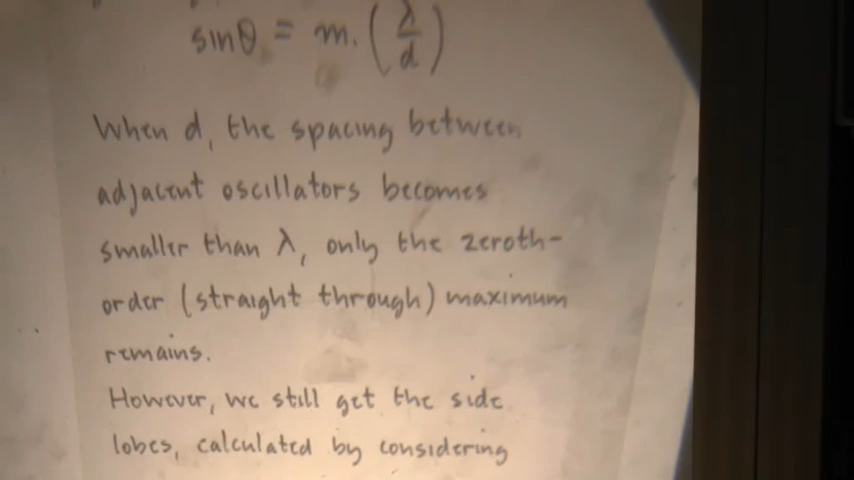 sinθ = m. (λ/d)
When d, the spacing between
adjacent oscillators becomes
smaller than λ, only the zeroth-
order (straight through) maximum
remains.
However, we still get the side
lobes, calculated by considering